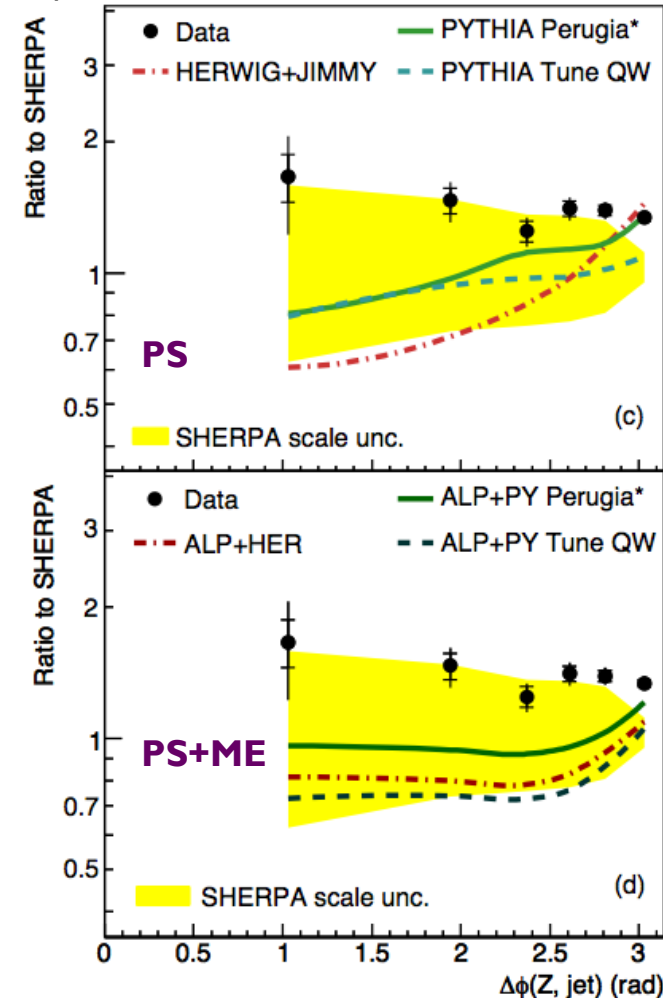 Ratio to SHERPA
Data
PYTHIA Perugia*
HERWIG+JIMMY
PYTHIA Tune QW
3
2
1
0.7
0.5
PS
(c)
SHERPA scale unc.
Ratio to SHERPA
Data
ALP+PY Perugia*
ALP+HER
ALP+PY Tune QW
3
2
1
0.7
0.5
PS+ME
(d)
SHERPA scale unc.
0 0.5 1 1.5 2 2.5 3
Δϕ(Z, jet) (rad)